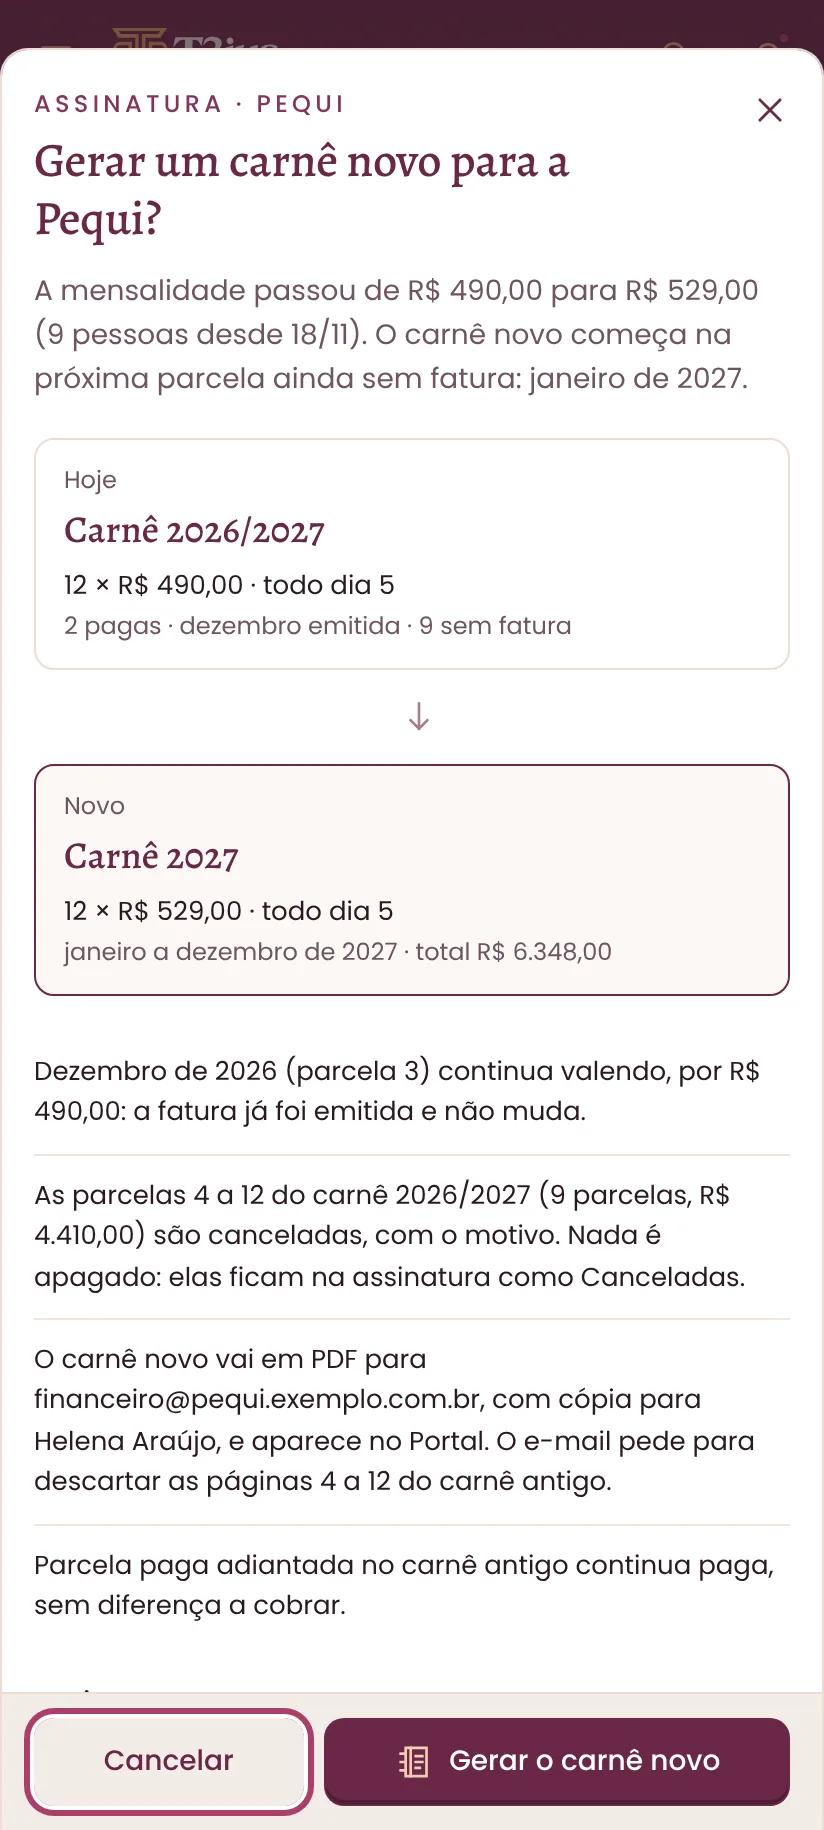 ASSINATURA · PEQUI
Gerar um carnê novo para a
Pequi?
A mensalidade passou de R$ 490,00 para R$ 529,00
(9 pessoas desde 18/11). O carnê novo começa na
próxima parcela ainda sem fatura: janeiro de 2027.
Hoje
Carnê 2026/2027
12 × R$ 490,00 · todo dia 5
2 pagas · dezembro emitida · 9 sem fatura
Novo
Carnê 2027
12 × R$ 529,00 · todo dia 5
janeiro a dezembro de 2027 · total R$ 6.348,00
Dezembro de 2026 (parcela 3) continua valendo, por R$
490,00: a fatura já foi emitida e não muda.
As parcelas 4 a 12 do carnê 2026/2027 (9 parcelas, R$
4.410,00) são canceladas, com o motivo. Nada é
apagado: elas ficam na assinatura como Canceladas.
O carnê novo vai em PDF para
financeiro@pequi.exemplo.com.br, com cópia para
Helena Araújo, e aparece no Portal. O e-mail pede para
descartar as páginas 4 a 12 do carnê antigo.
Parcela paga adiantada no carnê antigo continua paga,
sem diferença a cobrar.
Cancelar
Gerar o carnê novo